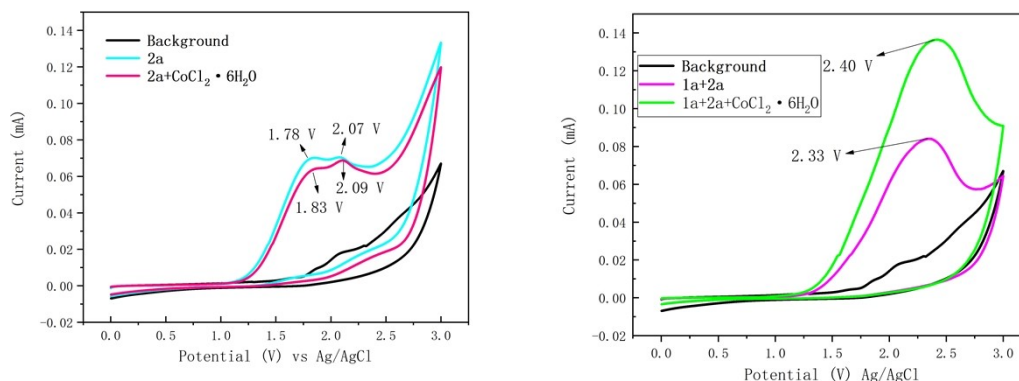 0.14
0.12
0.10
0.08
0.06
0.04
0.02
0.00
-0.02
Current (mA)
Background
2a
2a+CoCl₂·6H₂O
1.78 V
2.07 V
2.09 V
1.83 V
0.0 0.5 1.0 1.5 2.0 2.5 3.0
Potential (V) vs Ag/AgCl
0.14
0.12
0.10
0.08
0.06
0.04
0.02
0.00
-0.02
Current (mA)
2.40 V
Background
1a+2a
1a+2a+CoCl₂·6H₂O
2.33 V
0.0 0.5 1.0 1.5 2.0 2.5 3.0
Potential (V) Ag/AgCl